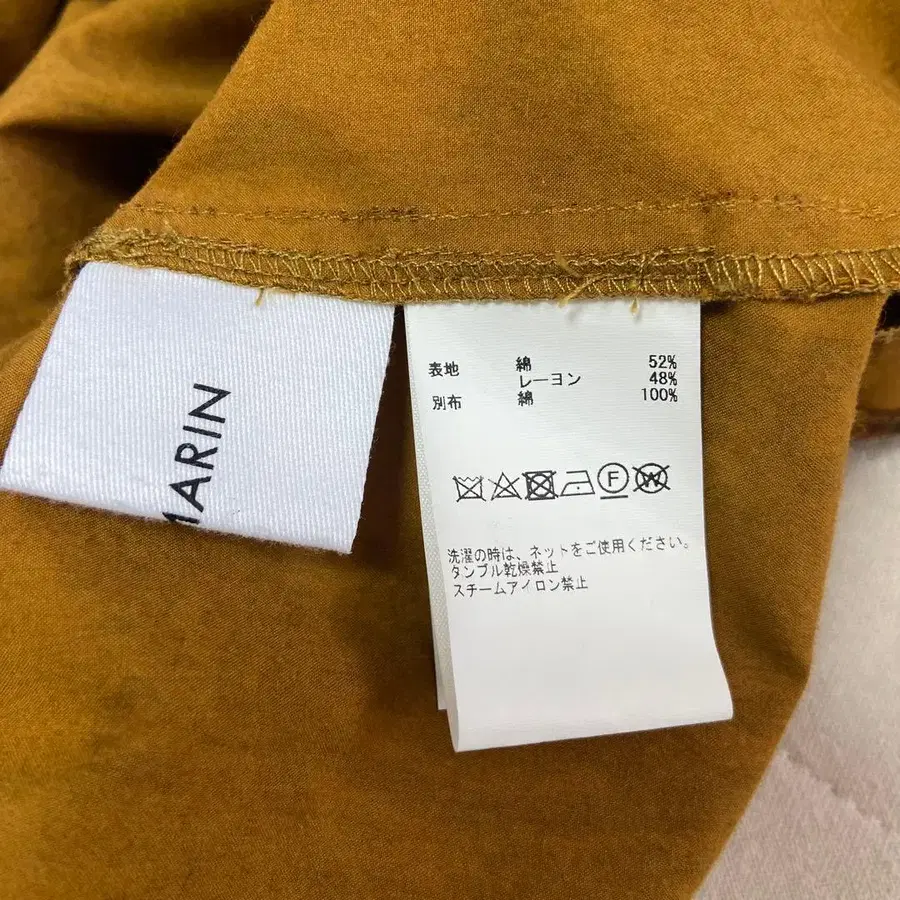 MARIN
表地 綿 52%
レーヨン 48%
別布 綿 100%
F W
洗濯の時は、ネットをご使用ください。
タンブル乾燥禁止
スチームアイロン禁止